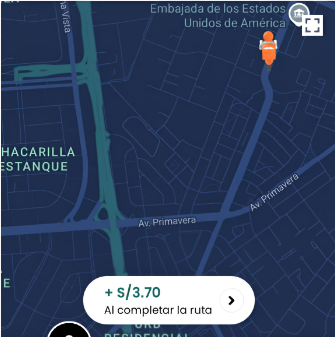 Embajada de los Estados
Unidos de América
Vista
HACARILLA
ESTANQUE
Av. Primavera
Av. Primavera
E
+ S/3.70
Al completar la ruta
URB
RESIDENCIAL